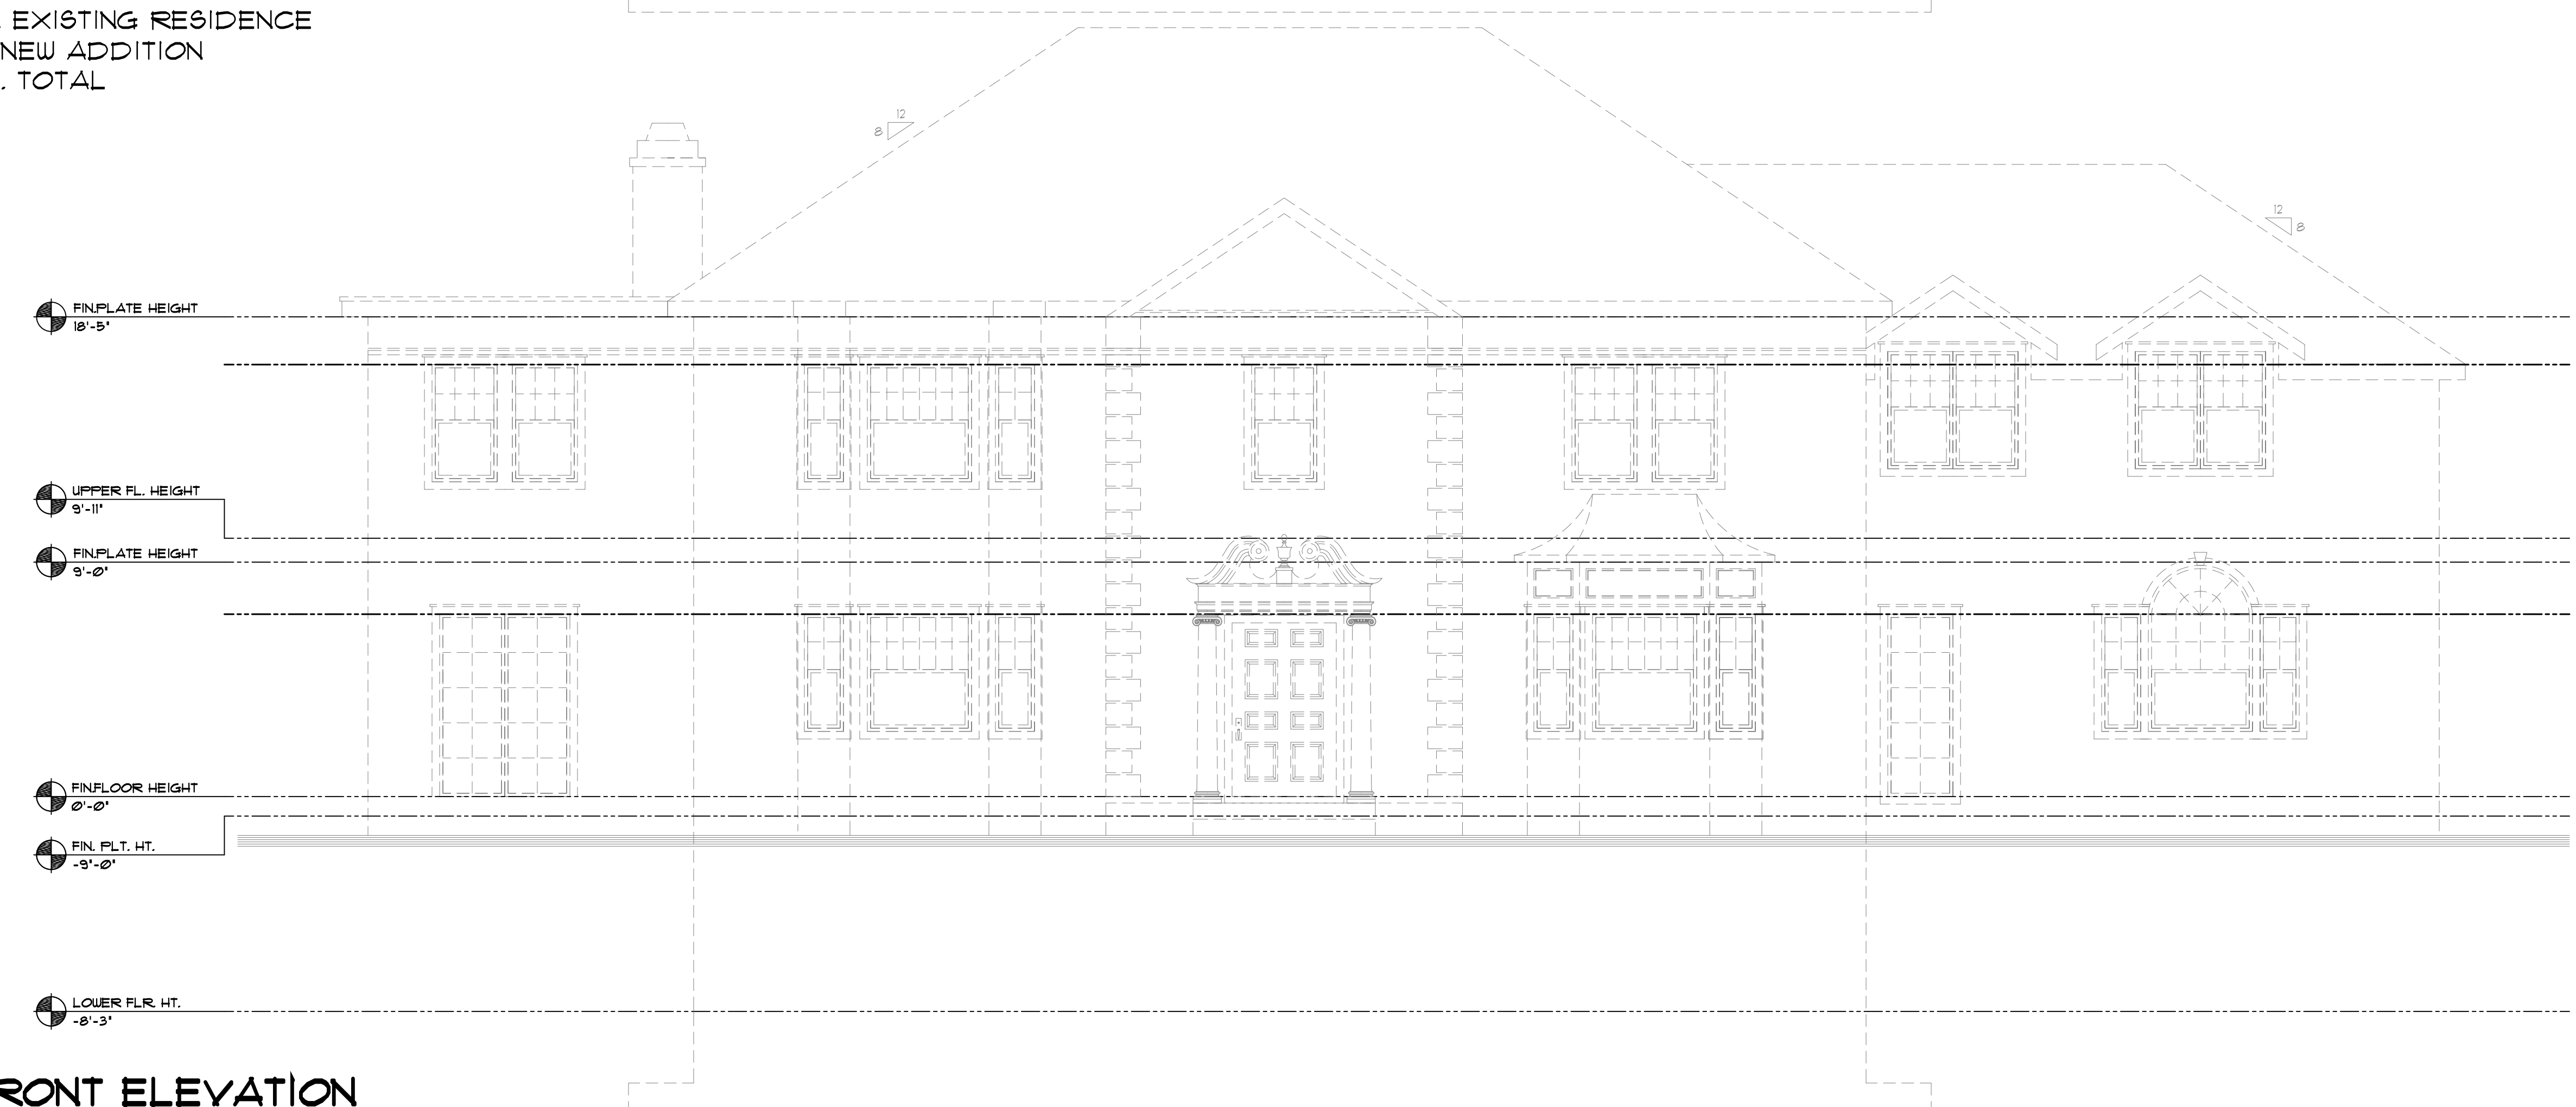 EXISTING RESIDENCE
NEW ADDITION
. TOTAL
12
8
12
8
FIN.PLATE HEIGHT
18'-5"
UPPER FL. HEIGHT
9'-11"
FIN.PLATE HEIGHT
9'-0"
FIN.FLOOR HEIGHT
0'-0"
FIN. PLT. HT.
-9"-0"
LOWER FLR. HT.
-8'-3"
RONT ELEVATION